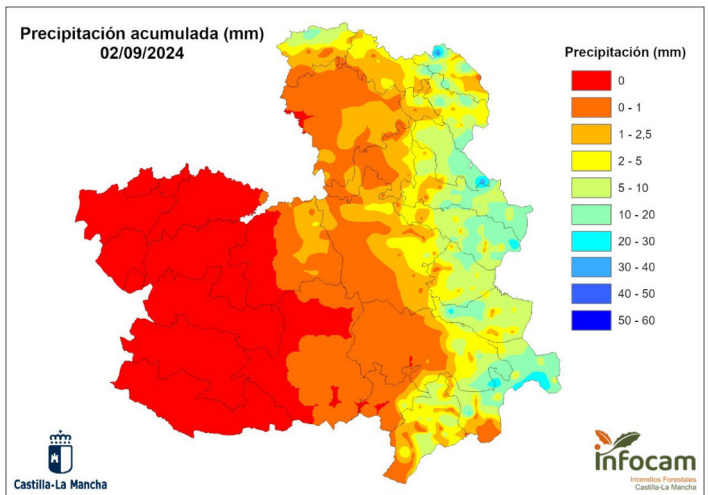 Precipitación acumulada (mm)
02/09/2024
Precipitación (mm)
0
0 - 1
1 - 2,5
2 - 5
5 - 10
10 - 20
20 - 30
30 - 40
40 - 50
50 - 60
Castilla-La Mancha
infocam
Incendios Forestales
Castilla-La Mancha